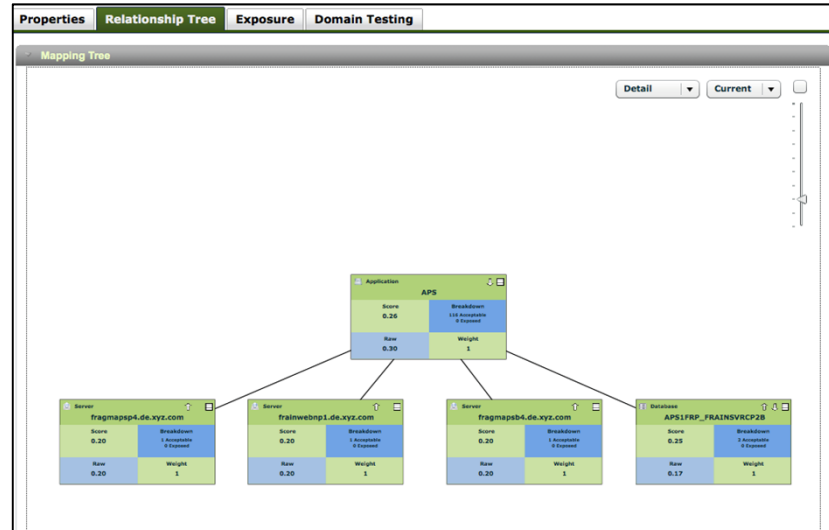 Properties Relationship Tree Exposure Domain Testing
Mapping Tree
Detail Current
Application
APS
Score Breakdown
0.26 110 Acceptable
0 Exposed
Raw Weight
0.30 1
Server
fragmapsp4.de.xyz.com
Score Breakdown
0.20 1 Acceptable
0 Exposed
Raw Weight
0.20 1
Server
frainwebnp1.de.xyz.com
Score Breakdown
0.20 1 Acceptable
0 Exposed
Raw Weight
0.20 1
Server
fragmapsb4.de.xyz.com
Score Breakdown
0.20 1 Acceptable
0 Exposed
Raw Weight
0.20 1
Database
APS1FRP_FRAINSVRCP2B
Score Breakdown
0.25 3 Acceptable
0 Exposed
Raw Weight
0.17 1